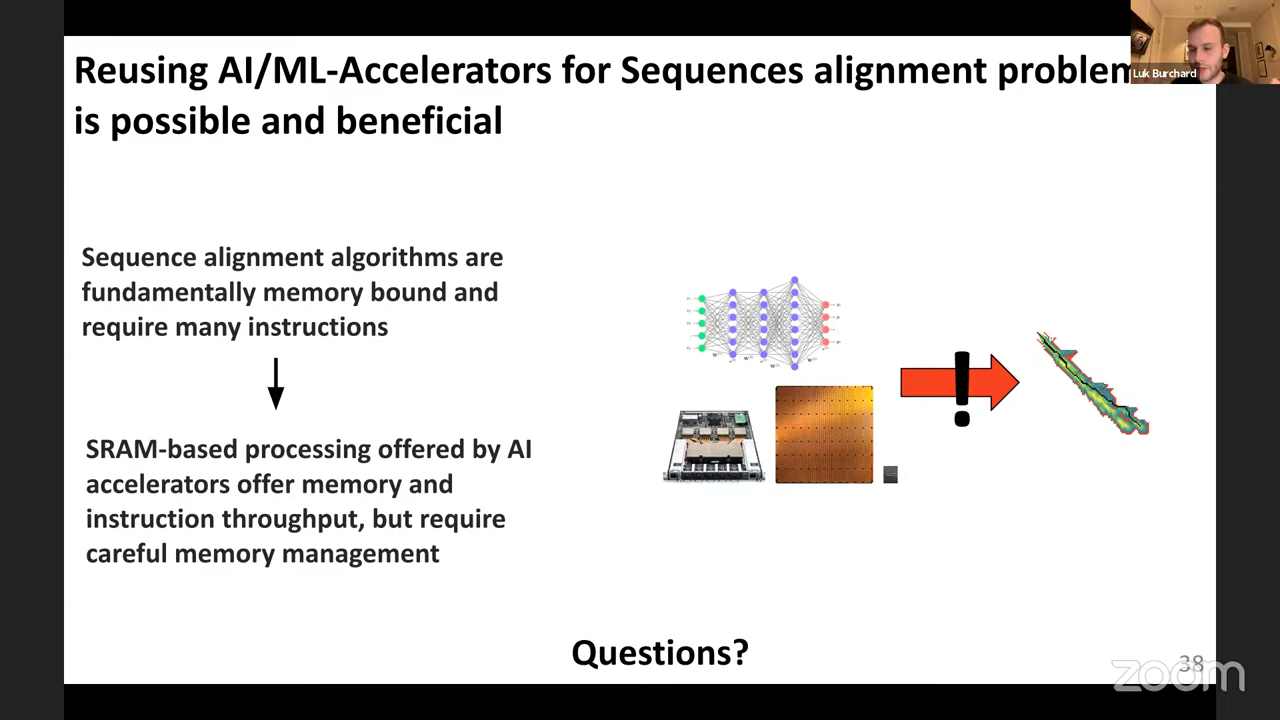 Reusing AI/ML-Accelerators for Sequences alignment problem
is possible and beneficial
Luk Burchard
Sequence alignment algorithms are
fundamentally memory bound and
require many instructions
SRAM-based processing offered by AI
accelerators offer memory and
instruction throughput, but require
careful memory management
!
Questions?
38
zoom